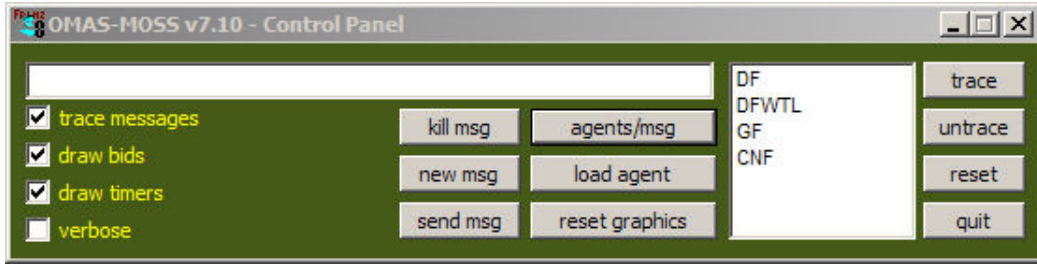 FRANZ
OMAS-MOSS v7.10 - Control Panel
trace messages
draw bids
draw timers
verbose
kill msg
agents/msg
new msg
load agent
send msg
reset graphics
DF
DFWTL
GF
CNF
trace
untrace
reset
quit